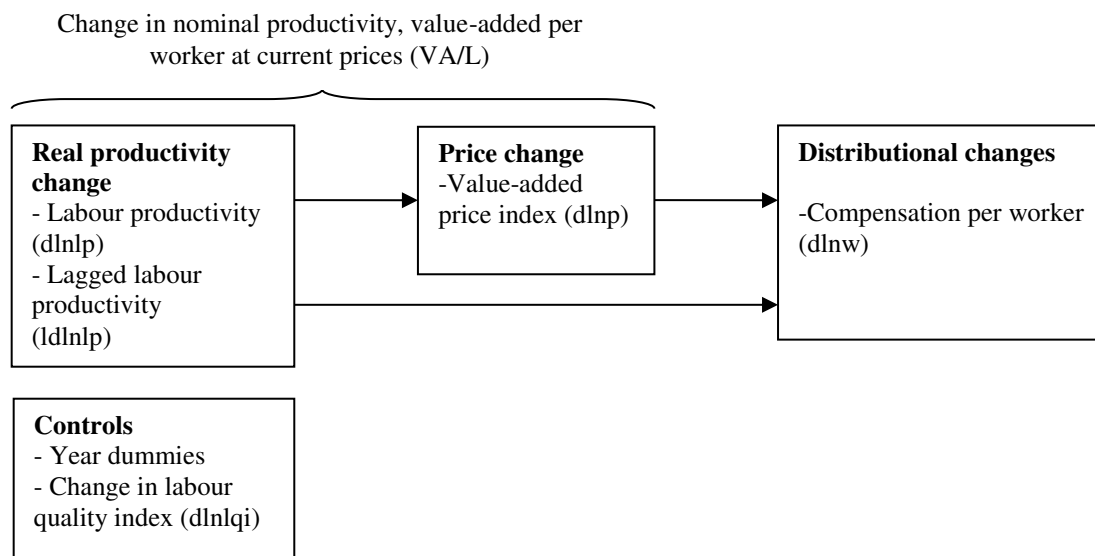 Change in nominal productivity, value-added per
worker at current prices (VA/L)
Real productivity
change
- Labour productivity
(dlnlp)
- Lagged labour
productivity
(ldlnlp)
Price change
-Value-added
price index (dlnp)
Distributional changes
-Compensation per worker
(dlnw)
Controls
- Year dummies
- Change in labour
quality index (dlnlqi)